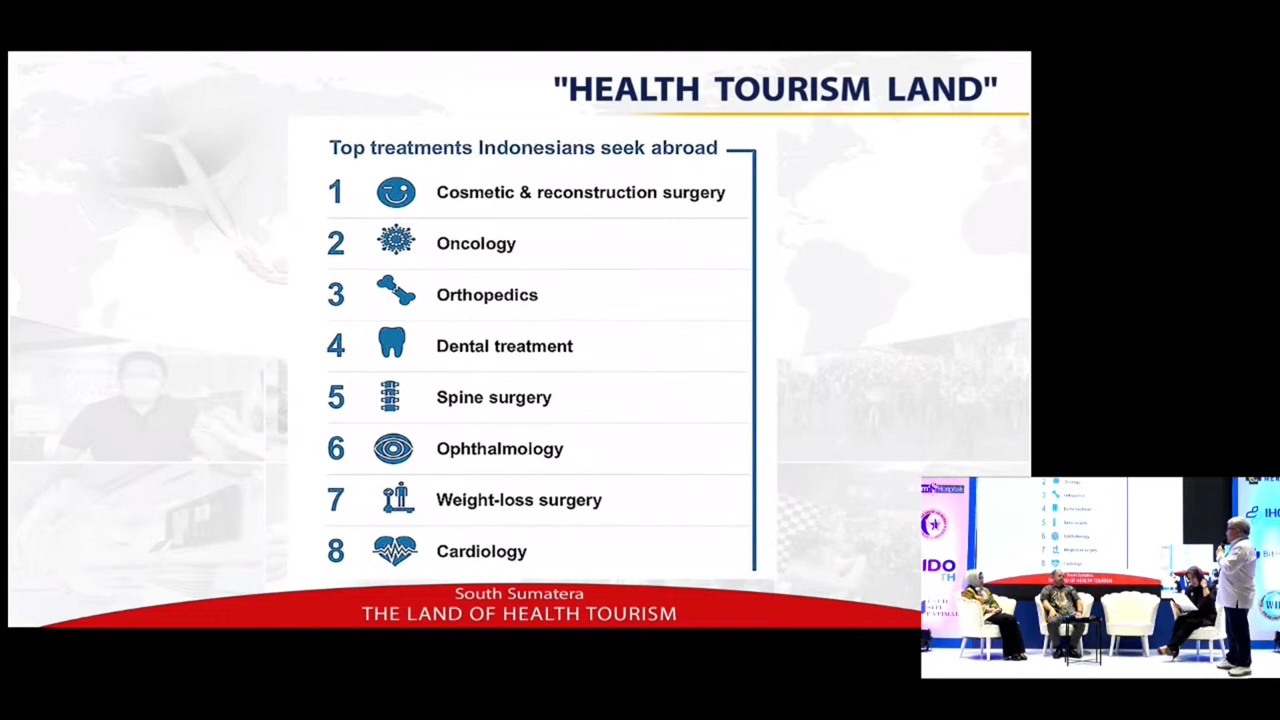 "HEALTH TOURISM LAND"
Top treatments Indonesians seek abroad
1 Cosmetic & reconstruction surgery
2 Oncology
3 Orthopedics
4 Dental treatment
5 Spine surgery
6 Ophthalmology
7 Weight-loss surgery
8 Cardiology
South Sumatera
THE LAND OF HEALTH TOURISM